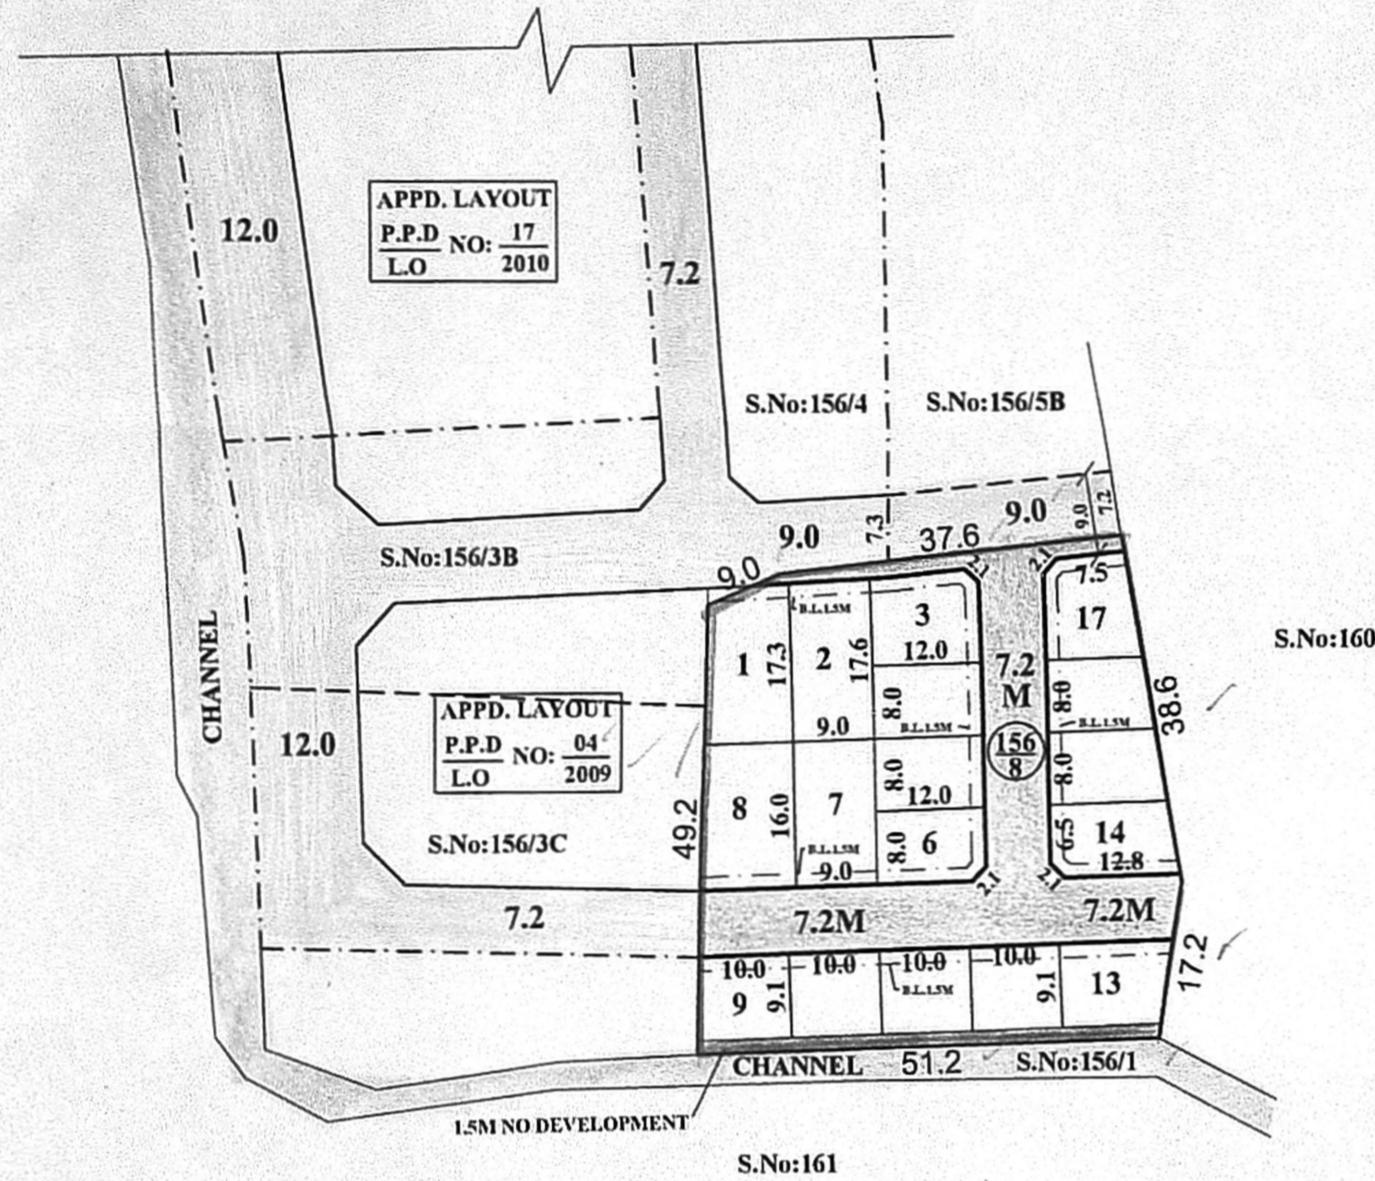 APPD. LAYOUT
P.P.D
L.O
NO:
17
2010
12.0
7.2
S.No:156/4
S.No:156/5B
9.0
9.0
7.2
9.0
7.3
37.6
9.0
S.No:156/3B
9.0
2.1
2.1
7.5
B.L.1.5M
3
17
S.No:160
CHANNEL
1
17.3
2
17.6
12.0
7.2
M
8.0
8.0
38.6
APPD. LAYOUT
P.P.D
L.O
NO:
04
2009
12.0
9.0
B.L.1.5M
B.L.1.5M
156
8
8.0
8.0
12.0
49.2
8
16.0
7
S.No:156/3C
B.L.1.5M
9.0
8.0
6
6.5
14
12.8
2.1
2.1
7.2
7.2M
7.2M
10.0
10.0
10.0
10.0
B.L.1.5M
9
9.1
9.1
13
17.2
CHANNEL
51.2
S.No:156/1
1.5M NO DEVELOPMENT
S.No:161